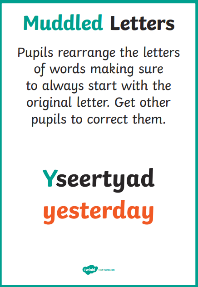 Muddled Letters
Pupils rearrange the letters
of words making sure
to always start with the
original letter. Get other
pupils to correct them.
Yseertyad
yesterday